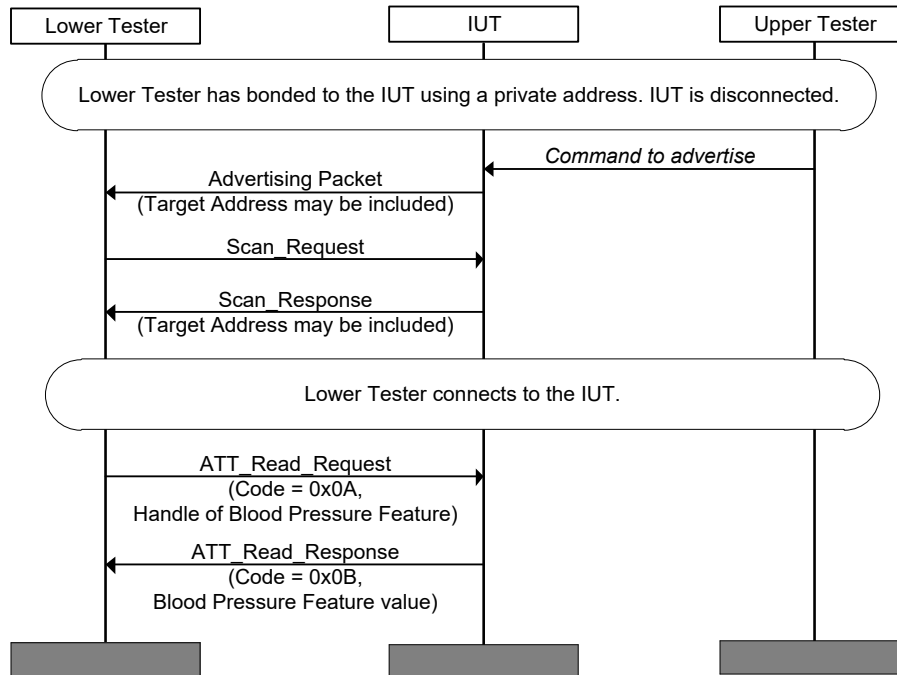 Lower Tester
IUT
Upper Tester
Lower Tester has bonded to the IUT using a private address. IUT is disconnected.
Command to advertise
Advertising Packet
(Target Address may be included)
Scan_Request
Scan_Response
(Target Address may be included)
Lower Tester connects to the IUT.
ATT_Read_Request
(Code = 0x0A,
Handle of Blood Pressure Feature)
ATT_Read_Response
(Code = 0x0B,
Blood Pressure Feature value)